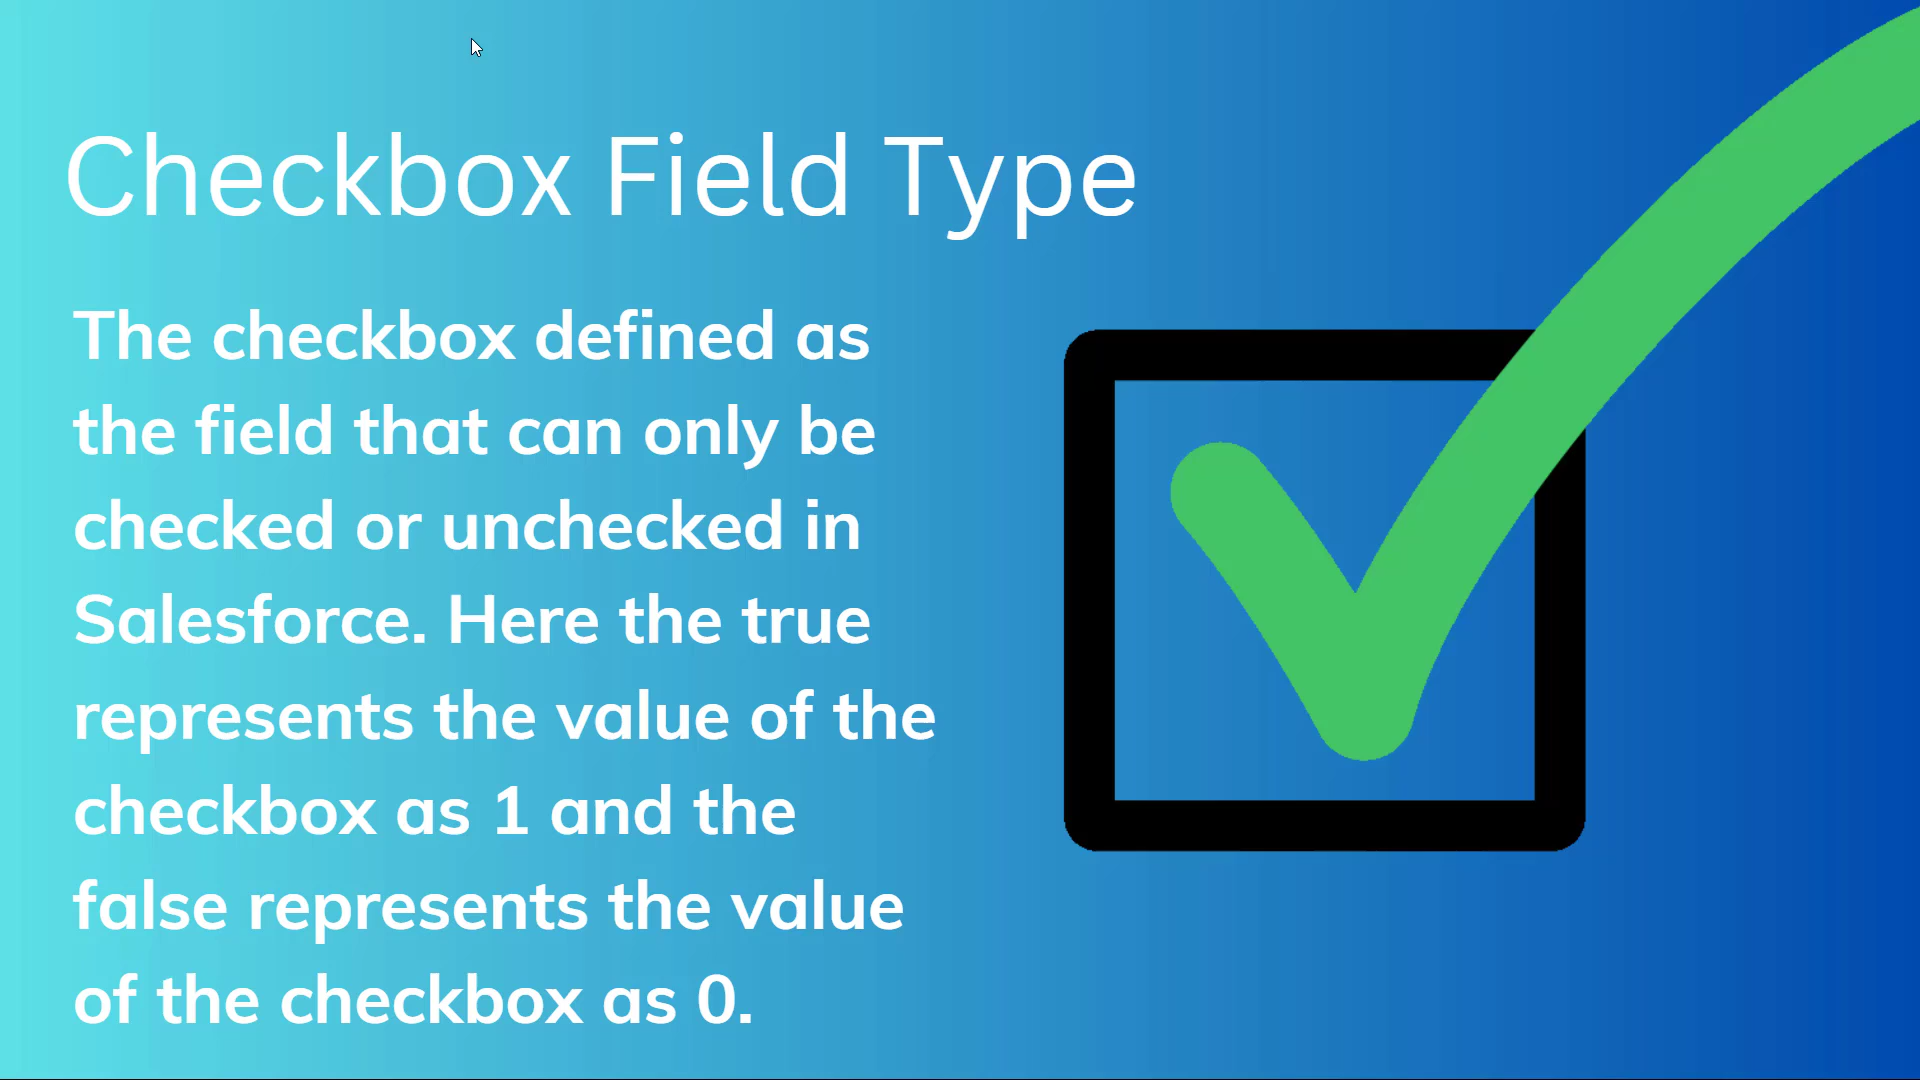 Checkbox Field Type
The checkbox defined as
the field that can only be
checked or unchecked in
Salesforce. Here the true
represents the value of the
checkbox as 1 and the
false represents the value
of the checkbox as 0.